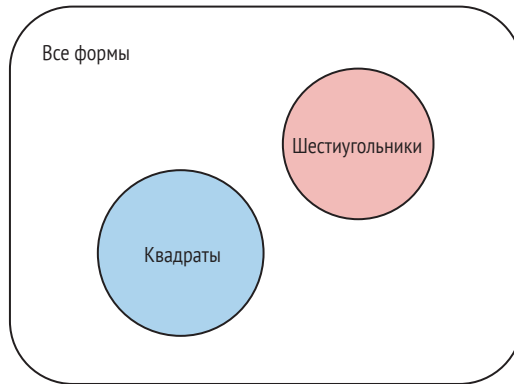 Все формы
Шестиугольники
Квадраты